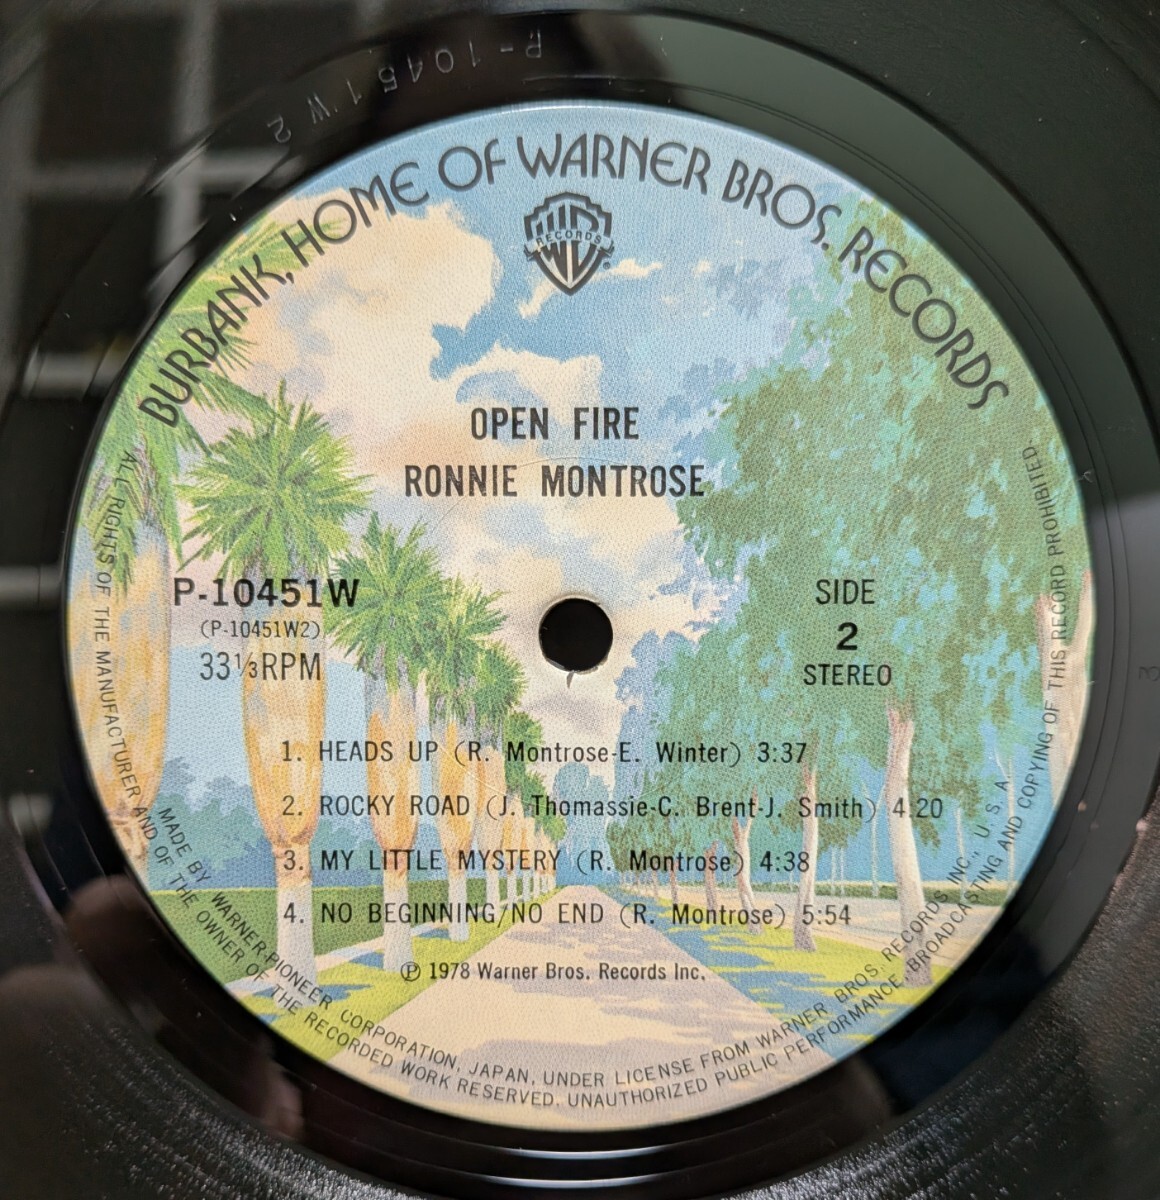 P-10451W2
BURBANK, HOME OF WARNER BROS. RECORDS
WB
RECORDS
®
OPEN FIRE
RONNIE MONTROSE
P-10451W
(P-10451W2)
33⅓RPM
SIDE
2
STEREO
1. HEADS UP (R. Montrose-E. Winter) 3:37
2. ROCKY ROAD (J. Thomassie-C. Brent-J. Smith) 4.20
3. MY LITTLE MYSTERY (R. Montrose) 4:38
4. NO BEGINNING/NO END (R. Montrose) 5:54
℗ 1978 Warner Bros. Records Inc.
MADE BY WARNER-PIONEER CORPORATION, JAPAN, UNDER LICENSE FROM WARNER BROS. RECORDS INC., U. S. A.
ALL RIGHTS OF THE MANUFACTURER AND OF THE OWNER OF THE RECORDED WORK RESERVED. UNAUTHORIZED PUBLIC PERFORMANCE, BROADCASTING AND COPYING OF THIS RECORD PROHIBITED